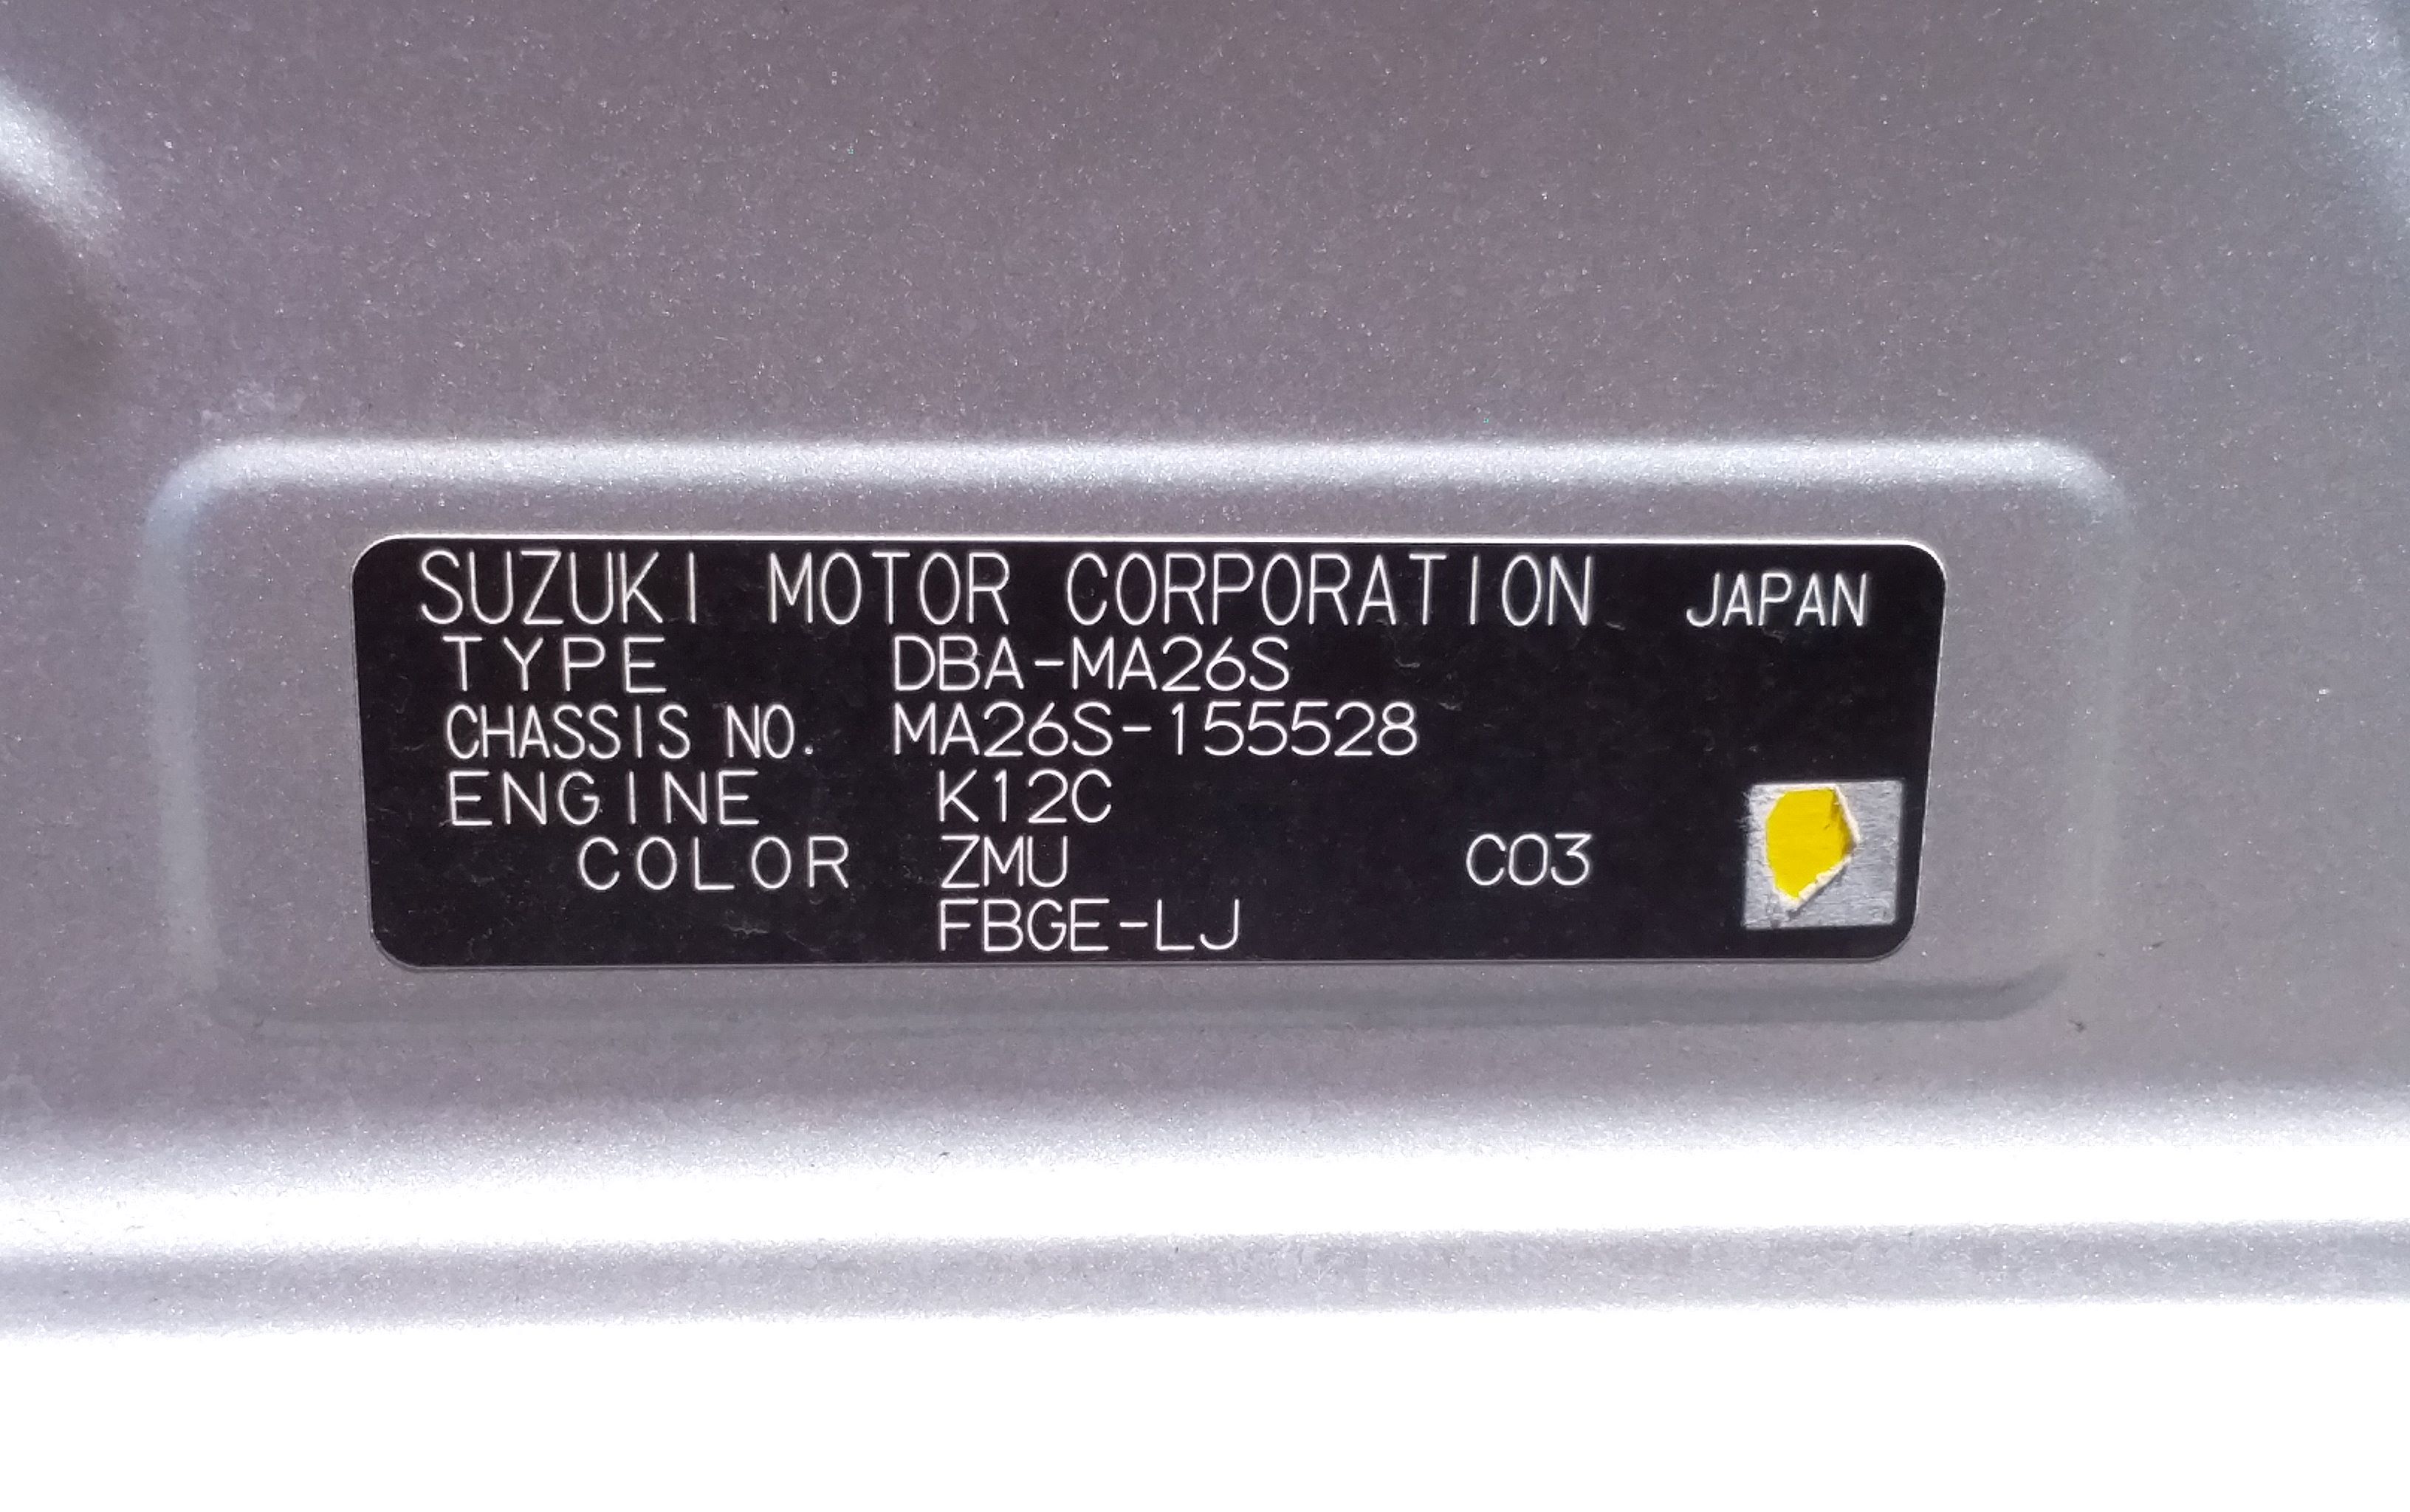 SUZUKI MOTOR CORPORATION JAPAN
TYPE DBA-MA26S
CHASSIS NO. MA26S-155528
ENGINE K12C
COLOR ZMU C03
FBGE-LJ